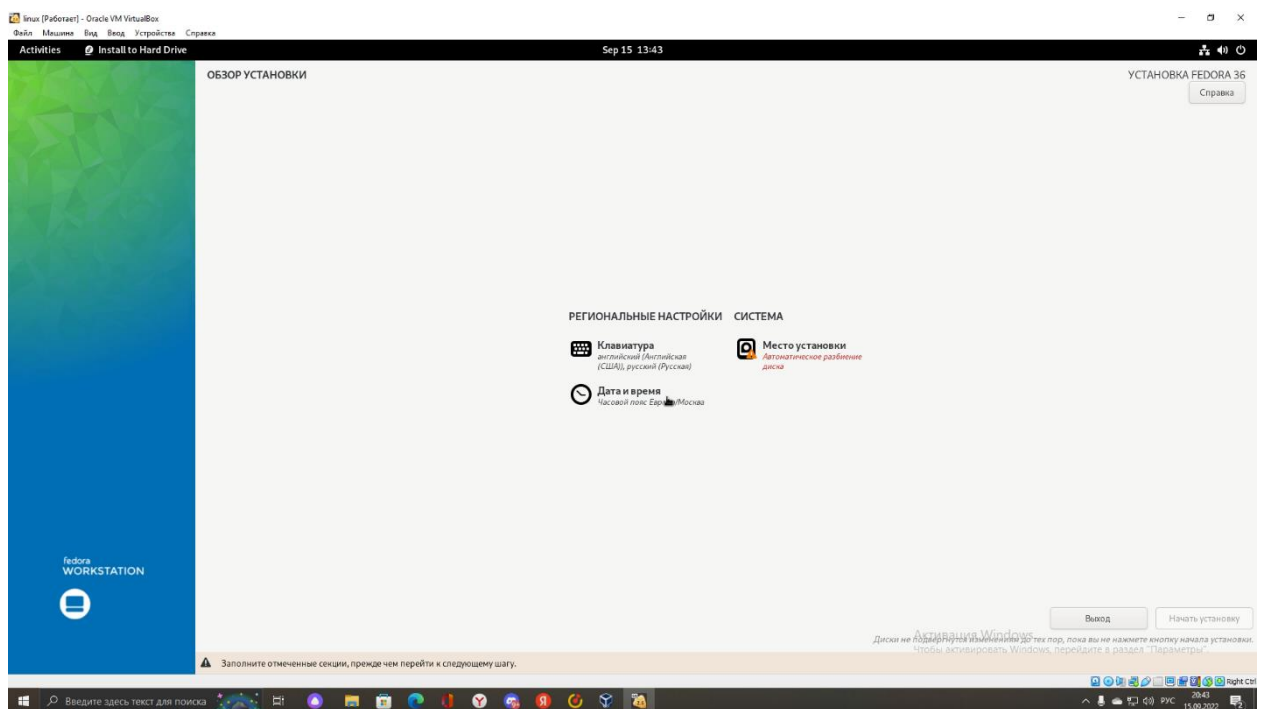 linux [Работает] - Oracle VM VirtualBox
Файл Машина Вид Ввод Устройства Справка
Activities Install to Hard Drive Sep 15 13:43
ОБЗОР УСТАНОВКИ УСТАНОВКА FEDORA 36
Справка
РЕГИОНАЛЬНЫЕ НАСТРОЙКИ СИСТЕМА
Клавиатура
английский (Английская
(США)), русский (Русская)
Место установки
Автоматическое разбиение
диска
Дата и время
Часовой пояс Европа/Москва
fedora
WORKSTATION
Выход Начать установку
Активация Windows
Диски не подвергнутся изменениям до тех пор, пока вы не нажмете кнопку начала установки.
Чтобы активировать Windows, перейдите в раздел "Параметры".
Заполните отмеченные секции, прежде чем перейти к следующему шагу.
Right Ctrl
Введите здесь текст для поиска
РУС
20:43
15.09.2022
2